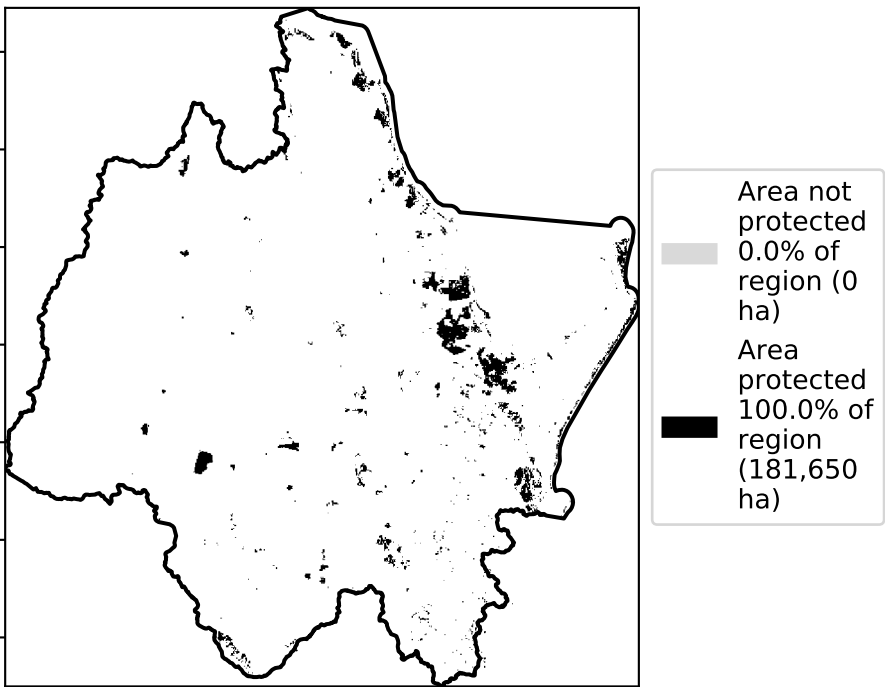 Area not
protected
0.0% of
region (0
ha)
Area
protected
100.0% of
region
(181,650
ha)